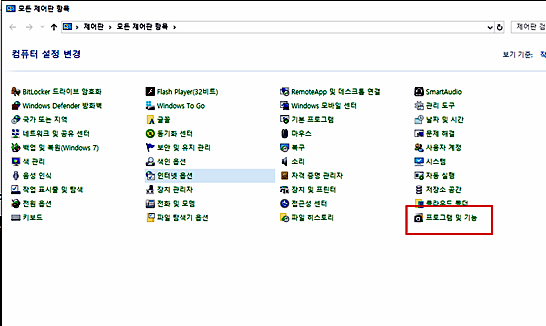 모든 제어판 항목
제어판 > 모든 제어판 항목
제어판 검
컴퓨터 설정 변경
보기 기준:
BitLocker 드라이브 암호화 Flash Player(32비트) RemoteApp 및 데스크톱 연결 SmartAudio
Windows Defender 방화벽 Windows To Go Windows 모바일 센터 관리 도구
국가 또는 지역 글꼴 기본 프로그램 날짜 및 시간
네트워크 및 공유 센터 동기화 센터 마우스 문제 해결
백업 및 복원(Windows 7) 보안 및 유지 관리 복구 사용자 계정
색 관리 색인 옵션 소리 시스템
음성 인식 인터넷 옵션 자격 증명 관리자 자동 실행
작업 표시줄 및 탐색 장치 관리자 장치 및 프린터 저장소 공간
전원 옵션 전화 및 모뎀 접근성 센터 클라우드 폴더
키보드 파일 탐색기 옵션 파일 히스토리 프로그램 및 기능